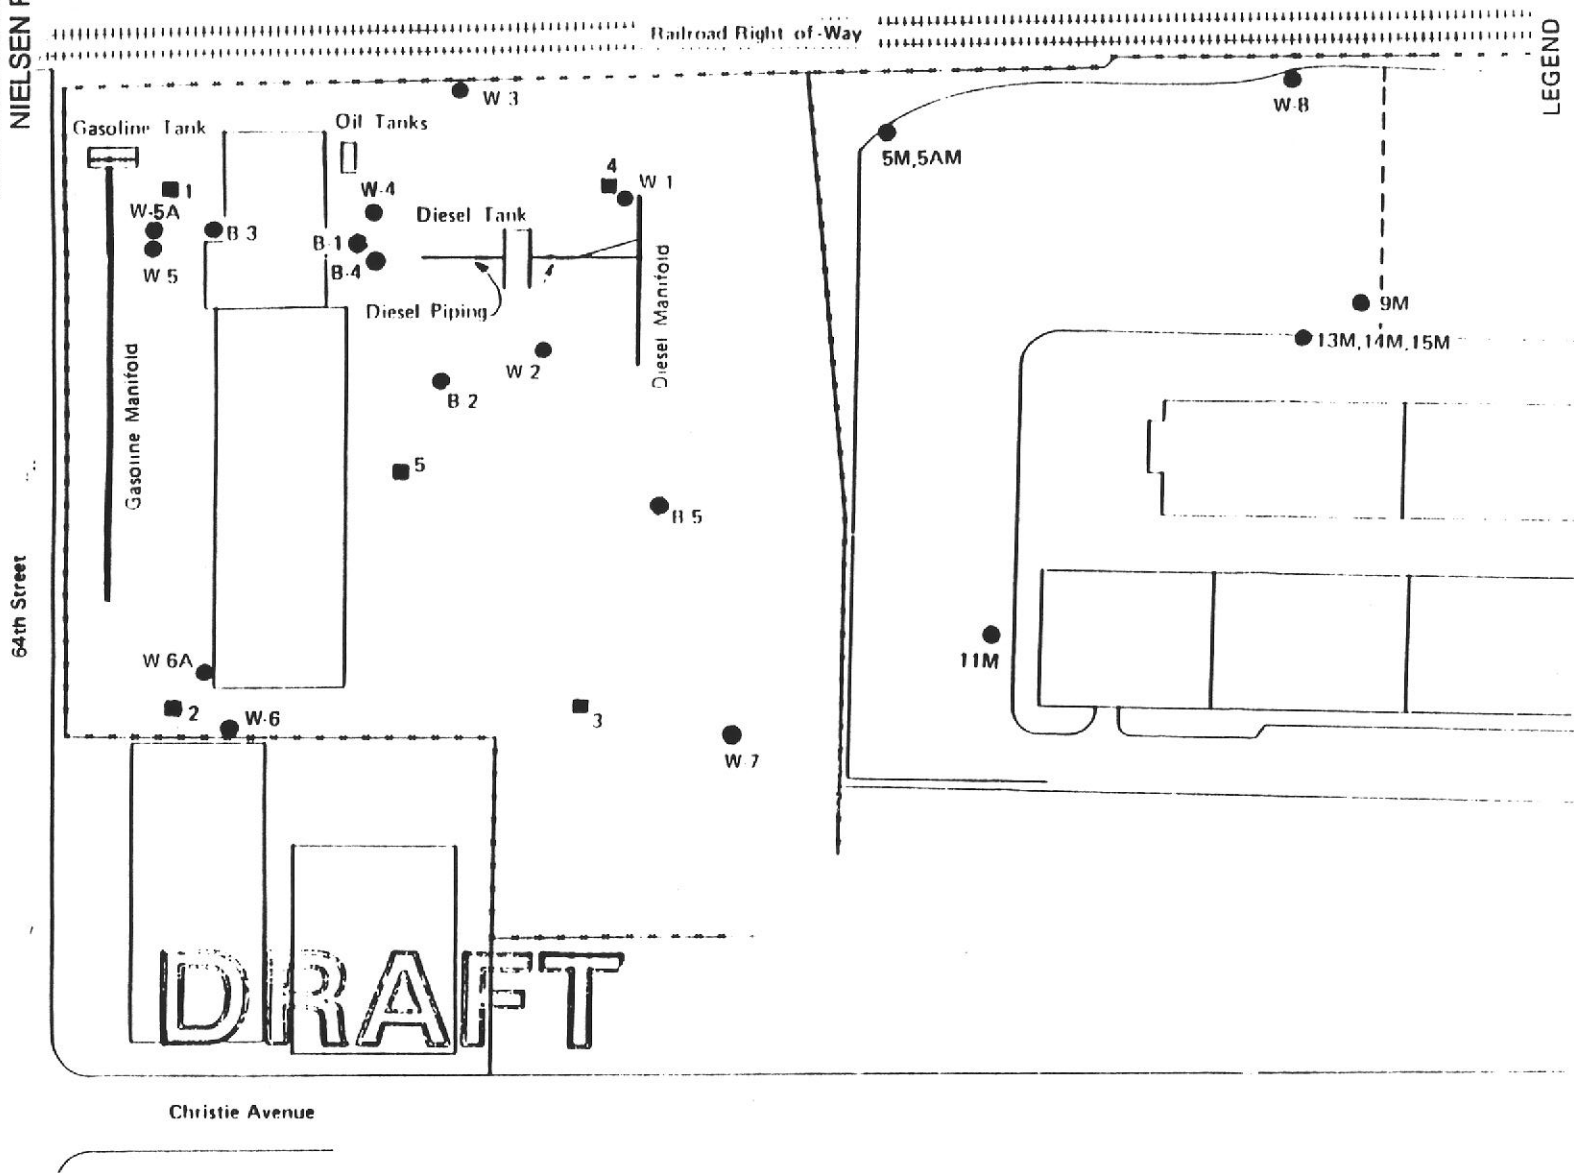 NIELSEN
Railroad Right of-Way
LEGEND
W 3
W-8
Gasoline Tank
Oil Tanks
5M,5AM
4
W 1
1
W-4
W-5A
Diesel Tank
B 3
B-1
B-4
W 5
Diesel Piping
Diesel Manifold
9M
13M,14M,15M
W 2
B 2
Gasoline Manifold
5
B 5
64th Street
W 6A
11M
2
W-6
3
W-7
DRAFT
Christie Avenue